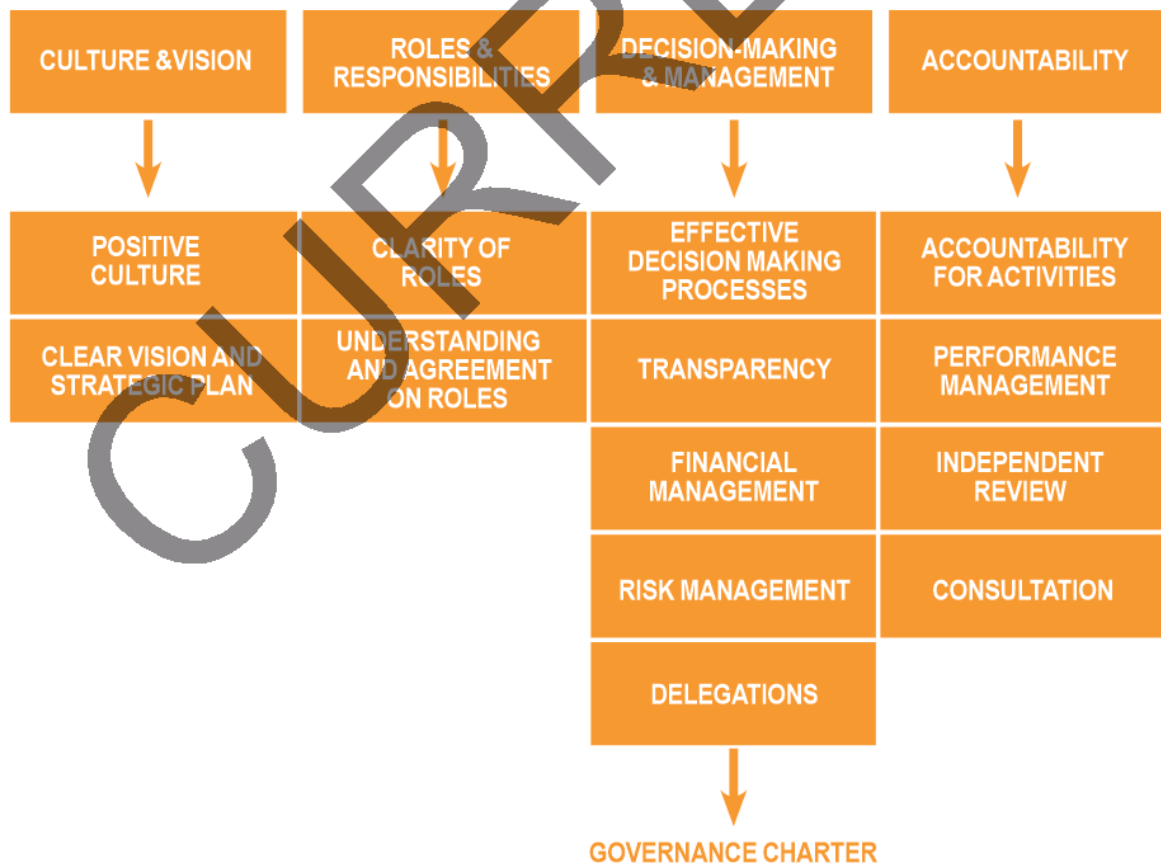 CULTURE &VISION
ROLES &
RESPONSIBILITIES
DECISION-MAKING
& MANAGEMENT
ACCOUNTABILITY
POSITIVE
CULTURE
CLARITY OF
ROLES
EFFECTIVE
DECISION MAKING
PROCESSES
ACCOUNTABILITY
FOR ACTIVITIES
CLEAR VISION AND
STRATEGIC PLAN
UNDERSTANDING
AND AGREEMENT
ON ROLES
TRANSPARENCY
PERFORMANCE
MANAGEMENT
FINANCIAL
MANAGEMENT
INDEPENDENT
REVIEW
RISK MANAGEMENT
CONSULTATION
DELEGATIONS
GOVERNANCE CHARTER